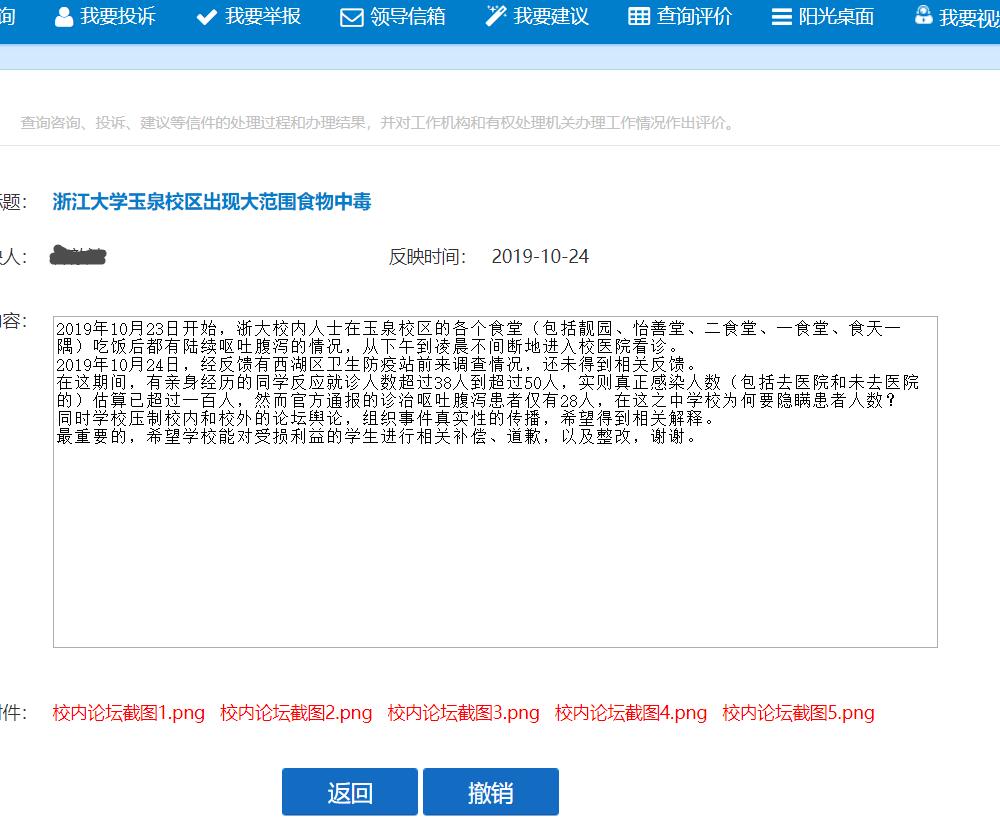 询 我要投诉 我要举报 领导信箱 我要建议 查询评价 阳光桌面 我要视
查询咨询、投诉、建议等信件的处理过程和办理结果，并对工作机构和有权处理机关办理工作情况作出评价。
题： 浙江大学玉泉校区出现大范围食物中毒
人： 反映时间： 2019-10-24
容：
2019年10月23日开始，浙大校内人士在玉泉校区的各个食堂（包括靓园、怡善堂、二食堂、一食堂、食天一
隅）吃饭后都有陆续呕吐腹泻的情况，从下午到凌晨不间断地进入校医院看诊。
2019年10月24日，经反馈有西湖区卫生防疫站前来调查情况，还未得到相关反馈。
在这期间，有亲身经历的同学反应就诊人数超过38人到超过50人，实则真正感染人数（包括去医院和未去医院
的）估算已超过一百人，然而官方通报的诊治呕吐腹泻患者仅有28人，在这之中学校为何要隐瞒患者人数？
同时学校压制校内和校外的论坛舆论，组织事件真实性的传播，希望得到相关解释。
最重要的，希望学校能对受损利益的学生进行相关补偿、道歉，以及整改，谢谢。
件： 校内论坛截图1.png 校内论坛截图2.png 校内论坛截图3.png 校内论坛截图4.png 校内论坛截图5.png
返回 撤销